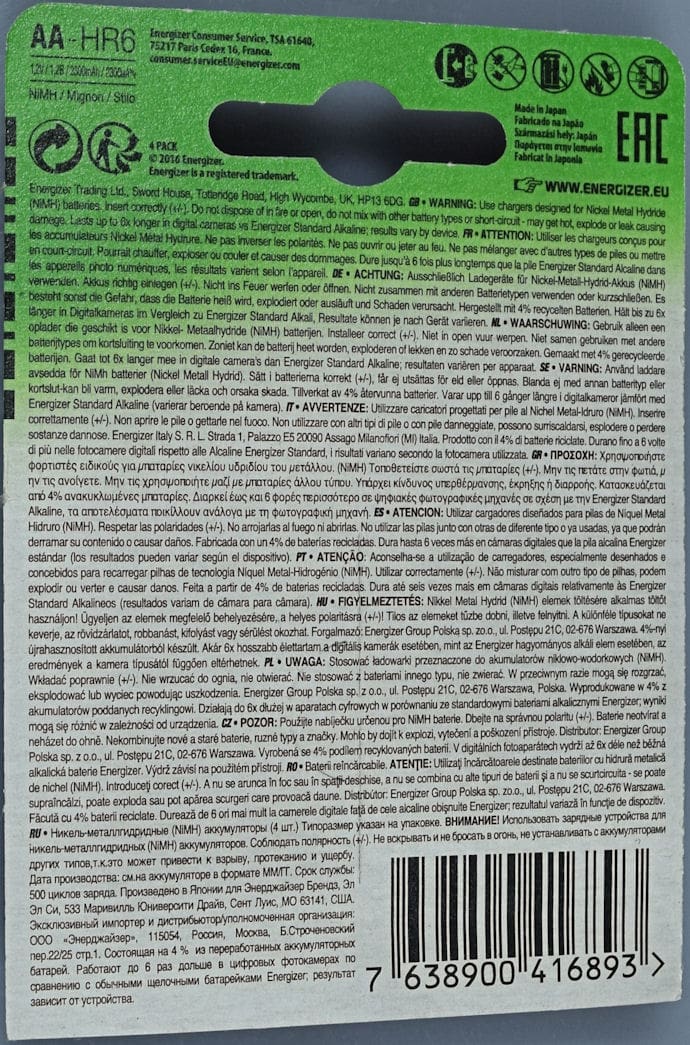 AA - HR6
1,2V / 1,2B / 2300mAh / 2300мАч
NiMH / Mignon / Stilo
Energizer Consumer Service, TSA 61640,
75217 Paris Cedex 16, France.
consumer.serviceEU@energizer.com
4 PACK
© 2016 Energizer.
Energizer is a registered trademark.
Made in Japan
Fabricado na Japão
Származási hely: Japán
Παράγεται στην Ιαπωνία
Fabricat în Japonia
EAC
WWW.ENERGIZER.EU
Energizer Trading Ltd., Sword House, Totteridge Road, High Wycombe, UK, HP13 6DG. GB • WARNING: Use chargers designed for Nickel Metal Hydride
(NiMH) batteries. Insert correctly (+/-). Do not dispose of in fire or open, do not mix with other battery types or short-circuit - may get hot, explode or leak causing
damage. Lasts up to 6x longer in digital cameras vs Energizer Standard Alkaline; results vary by device. FR • ATTENTION: Utiliser les chargeurs conçus pour
les accumulateurs Nickel Metal Hydrure. Ne pas inverser les polarités. Ne pas ouvrir ou jeter au feu. Ne pas mélanger avec d'autres types de piles ou mettre
en court-circuit. Pourrait chauffer, exploser ou couler et causer des dommages. Dure jusqu'à 6 fois plus longtemps que la pile Energizer Standard Alcaline dans
les appareils photo numériques, les résultats varient selon l'appareil. DE • ACHTUNG: Ausschließlich Ladegeräte für Nickel-Metall-Hydrid-Akkus (NiMH)
verwenden. Akkus richtig einlegen (+/-). Nicht ins Feuer werfen oder öffnen. Nicht zusammen mit anderen Batterietypen verwenden oder kurzschließen. Es
besteht sonst die Gefahr, dass die Batterie heiß wird, explodiert oder ausläuft und Schaden verursacht. Hergestellt mit 4% recycelten Batterien. Hält bis zu 6x
länger in Digitalkameras im Vergleich zu Energizer Standard Alkali, Resultate können je nach Gerät variieren. NL • WAARSCHUWING: Gebruik alleen een
oplader die geschikt is voor Nikkel- Metaalhydride (NiMH) batterijen. Installeer correct (+/-). Niet in open vuur werpen. Niet samen gebruiken met andere
batterijtypes om kortsluiting te voorkomen. Zoniet kan de batterij heet worden, exploderen of lekken en zo schade veroorzaken. Gemaakt met 4% gerecycleerde
batterijen. Gaat tot 6x langer mee in digitale camera's dan Energizer Standard Alkaline; resultaten variëren per apparaat. SE • VARNING: Använd laddare
avsedda för NiMh batterier (Nickel Metall Hydrid). Sätt i batterierna korrekt (+/-), får ej utsättas för eld eller öppnas. Blanda ej med annan batterityp eller
kortslut-kan bli varm, explodera eller läcka och orsaka skada. Tillverkat av 4% återvunna batterier. Varar upp till 6 gånger längre i digitalkameror jämfört med
Energizer Standard Alkaline (varierar beroende på kamera). IT • AVVERTENZE: Utilizzare caricatori progettati per pile al Nichel Metal-Idruro (NiMH). Inserire
correttamente (+/-). Non aprire le pile o gettarle nel fuoco. Non utilizzare con altri tipi di pile o con pile danneggiate, possono surriscaldarsi, esplodere o perdere
sostanze dannose. Energizer Italy S. R. L. Strada 1, Palazzo E5 20090 Assago Milanofiori (MI) Italia. Prodotto con il 4% di batterie riciclate. Durano fino a 6 volte
di più nelle fotocamere digitali rispetto alle Alcaline Energizer Standard, i risultati variano secondo la fotocamera utilizzata. GR • ΠΡΟΣΟΧΗ: Χρησιμοποιήστε
φορτιστές ειδικούς για μπαταρίες νικελίου υδριδίου του μετάλλου. (NiMH) Τοποθετείστε σωστά τις μπαταρίες (+/-). Μην τις πετάτε στην φωτιά, μ
ην τις ανοίγετε. Μην τις χρησιμοποιήτε μαζί με μπαταρίες άλλου τύπου. Υπάρχει κίνδυνος υπερθέρμανσης, έκρηξης ή διαρροής. Κατασκευάζεται
από 4% ανακυκλωμένες μπαταρίες. Διαρκεί έως και 6 φορές περισσότερο σε ψηφιακές φωτογραφικές μηχανές σε σχέση με την Energizer Standard
Alkaline, τα αποτελέσματα ποικίλλουν ανάλογα με τη φωτογραφική μηχανή. ES • ATENCION: Utilizar cargadores diseñados para pilas de Níquel Metal
Hidruro (NiMH). Respetar las polaridades (+/-). No arrojarlas al fuego ni abrirlas. No utilizar las pilas junto con otras de diferente tipo o ya usadas, ya que podrán
derramar su contenido o causar daños. Fabricada con un 4% de baterías recicladas. Dura hasta 6 veces más en cámaras digitales que la pila alcalina Energizer
estándar (los resultados pueden variar según el dispositivo). PT • ATENÇÃO: Aconselha-se a utilização de carregadores, especialmente desenhados e
concebidos para recarregar pilhas de tecnologia Níquel Metal-Hidrogénio (NiMH). Utilizar correctamente (+/-). Não misturar com outro tipo de pilhas, podem
explodir ou verter e causar danos. Feita a partir de 4% de baterias recicladas. Dura até seis vezes mais em câmaras digitais relativamente às Energizer
Standard Alkalineos (resultados variam de câmara para câmara). HU • FIGYELMEZTETÉS: Nikkel Metal Hydrid (NiMH) elemek töltésére alkalmas töltőt
használjon! Ügyeljen az elemek megfelelő behelyezésére, a helyes polaritásra (+/-)! Tilos az elemeket tűzbe dobni, illetve felnyitni. A különféle típusokat ne
keverje, az rövidzárlatot, robbanást, kifolyást vagy sérülést okozhat. Forgalmazó: Energizer Group Polska sp. zo.o., ul. Postępu 21C, 02-676 Warszawa. 4%-nyi
újrahasznosított akkumulátorból készült. Akár 6x hosszabb élettartam a digitális kamerák esetében, mint az Energizer hagyományos alkáli elem esetében, az
eredmények a kamera típusától függően eltérhetnek. PL • UWAGA: Stosować ładowarki przeznaczone do akumulatorów niklowo-wodorkowych (NiMH).
Wkładać poprawnie (+/-). Nie wrzucać do ognia, nie otwierać. Nie stosować z bateriami innego typu, nie zwierać. W przeciwnym razie mogą się rozgrzać,
eksplodować lub wyciec powodując uszkodzenia. Energizer Group Polska sp. z o.o., ul. Postępu 21C, 02-676 Warszawa, Polska. Wyprodukowane w 4% z
akumulatorów poddanych recyklingowi. Działają do 6x dłużej w aparatach cyfrowych w porównaniu ze standardowymi bateriami alkalicznymi Energizer; wyniki
mogą się różnić w zależności od urządzenia. CZ • POZOR: Použijte nabíječku určenou pro NiMH baterie. Dbejte na správnou polaritu (+/-). Baterie neotvírat a
neházet do ohně. Nekombinujte nové a staré baterie, ruzné typy a značky. Mohlo by dojít k explozi, vytečení a poškození přístroje. Distributor: Energizer Group
Polska sp. z o.o., ul. Postępu 21C, 02-676 Warszawa. Vyrobená se 4% podílem recyklovaných baterií. V digitálních fotoaparátech vydrží až 6x déle než běžná
alkalická baterie Energizer. Výdrž závisí na použitém přístroji. RO • Baterii reîncărcabile. ATENŢIE: Utilizaţi încărcătoarele destinate bateriilor cu hidrură metalică
de nichel (NiMH). Introduceţi corect (+/-). A nu se arunca în foc sau în spaţii deschise, a nu se combina cu alte tipuri de baterii şi a nu se scurtcircuita - se poate
supraîncălzi, poate exploda sau pot apărea scurgeri care provoacă daune. Distribútor: Energizer Group Polska sp. z o.o., ul. Postępu 21C, 02-676 Warszawa.
Făcută cu 4% baterii reciclate. Durează de 6 ori mai mult la camerele digitale faţă de cele alcaline obişnuite Energizer; rezultatul variază în funcţie de dispozitiv.
RU • Никель-металлгидридные (NiMH) аккумуляторы (4 шт.) Типоразмер указан на упаковке. ВНИМАНИЕ! Использовать зарядные устройства для
никель-металлгидридных (NiMH) аккумуляторов. Соблюдать полярность (+/-). Не вскрывать и не бросать в огонь, не устанавливать с аккумуляторами
других типов,т.к.это может привести к взрыву, протеканию и ущербу.
Дата производства: см.на аккумуляторе в формате ММ/ГГ. Срок службы:
500 циклов заряда. Произведено в Японии для Энерджайзер Брендз, Эл
Эл Си, 533 Маривилль Юниверсити Драйв, Сент Луис, МО 63141, США.
Эксклюзивный импортер и дистрибьютор/уполномоченная организация:
ООО «Энерджайзер», 115054, Россия, Москва, Б.Строченовский
пер.22/25 стр.1. Состоящая на 4 % из переработанных аккумуляторных
батарей. Работают до 6 раз дольше в цифровых фотокамерах по
сравнению с обычными щелочными батарейками Energizer; результат
зависит от устройства.
7 638900 416893 >